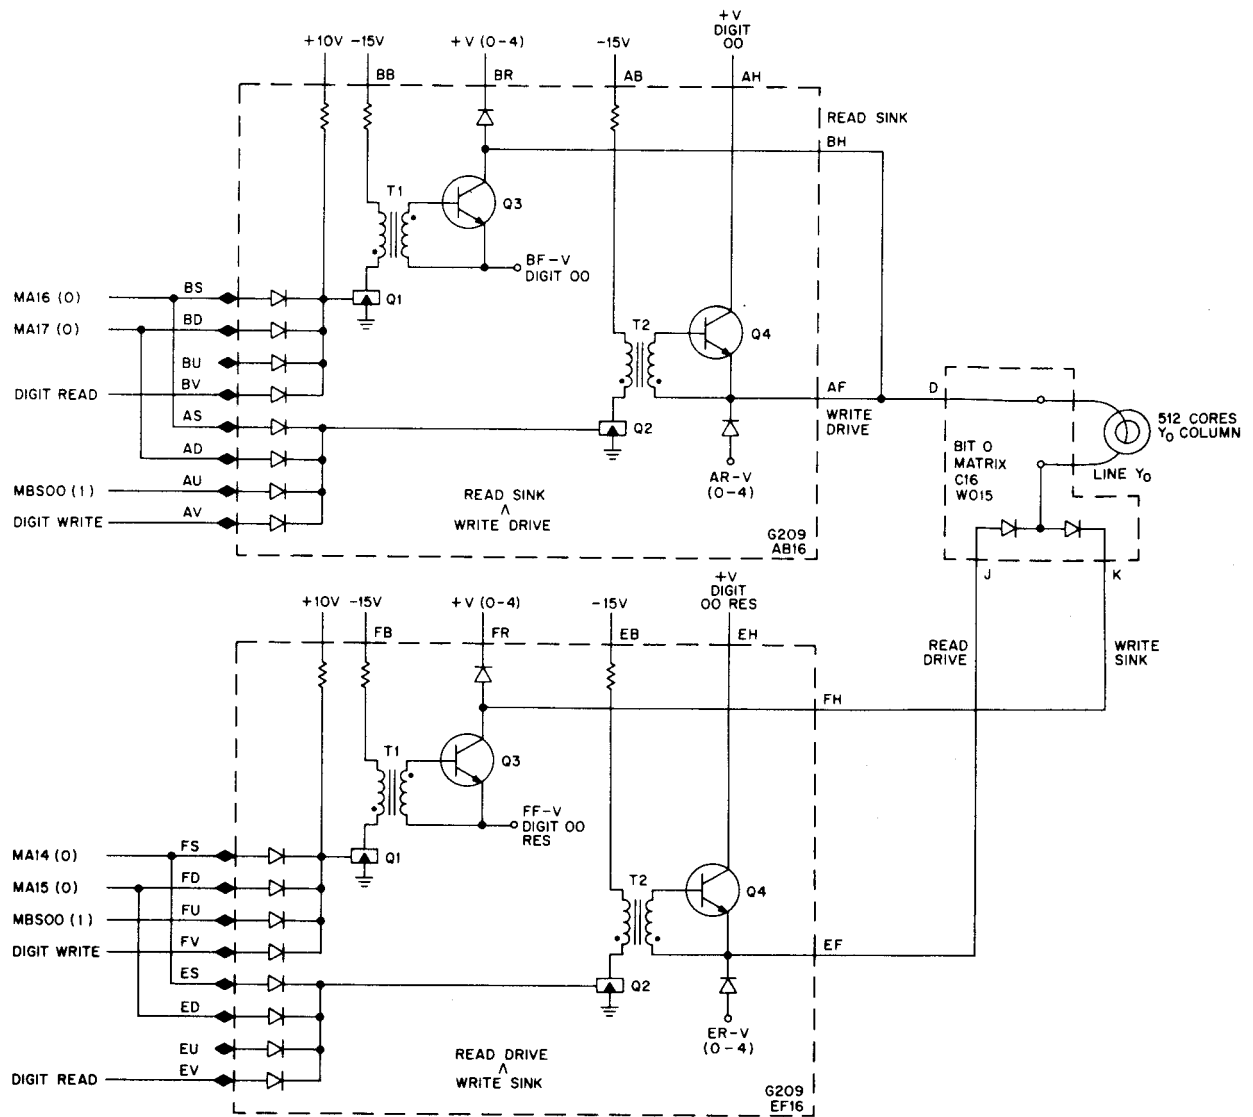 +V
DIGIT
00
+10V -15V
+V (0-4)
-15V
BB
BR
AB
AH
READ SINK
BH
T1
Q3
BF-V
DIGIT 00
MA16 (0)
BS
Q1
MA17 (0)
BD
BU
DIGIT READ
BV
AS
AD
MBS00 (1)
AU
DIGIT WRITE
AV
T2
Q4
Q2
AF
WRITE
DRIVE
AR-V
(0-4)
READ SINK
∧
WRITE DRIVE
G209
AB16
D
BIT 0
MATRIX
C16
W015
LINE Y0
512 CORES
Y0 COLUMN
J
K
READ
DRIVE
WRITE
SINK
+V
DIGIT
00 RES
+10V -15V
+V (0-4)
-15V
FB
FR
EB
EH
FH
T1
Q3
FF-V
DIGIT 00
RES
MA14 (0)
FS
Q1
MA15 (0)
FD
MBS00 (1)
FU
DIGIT WRITE
FV
ES
ED
EU
DIGIT READ
EV
T2
Q4
Q2
EF
ER-V
(0-4)
READ DRIVE
∧
WRITE SINK
G209
EF16